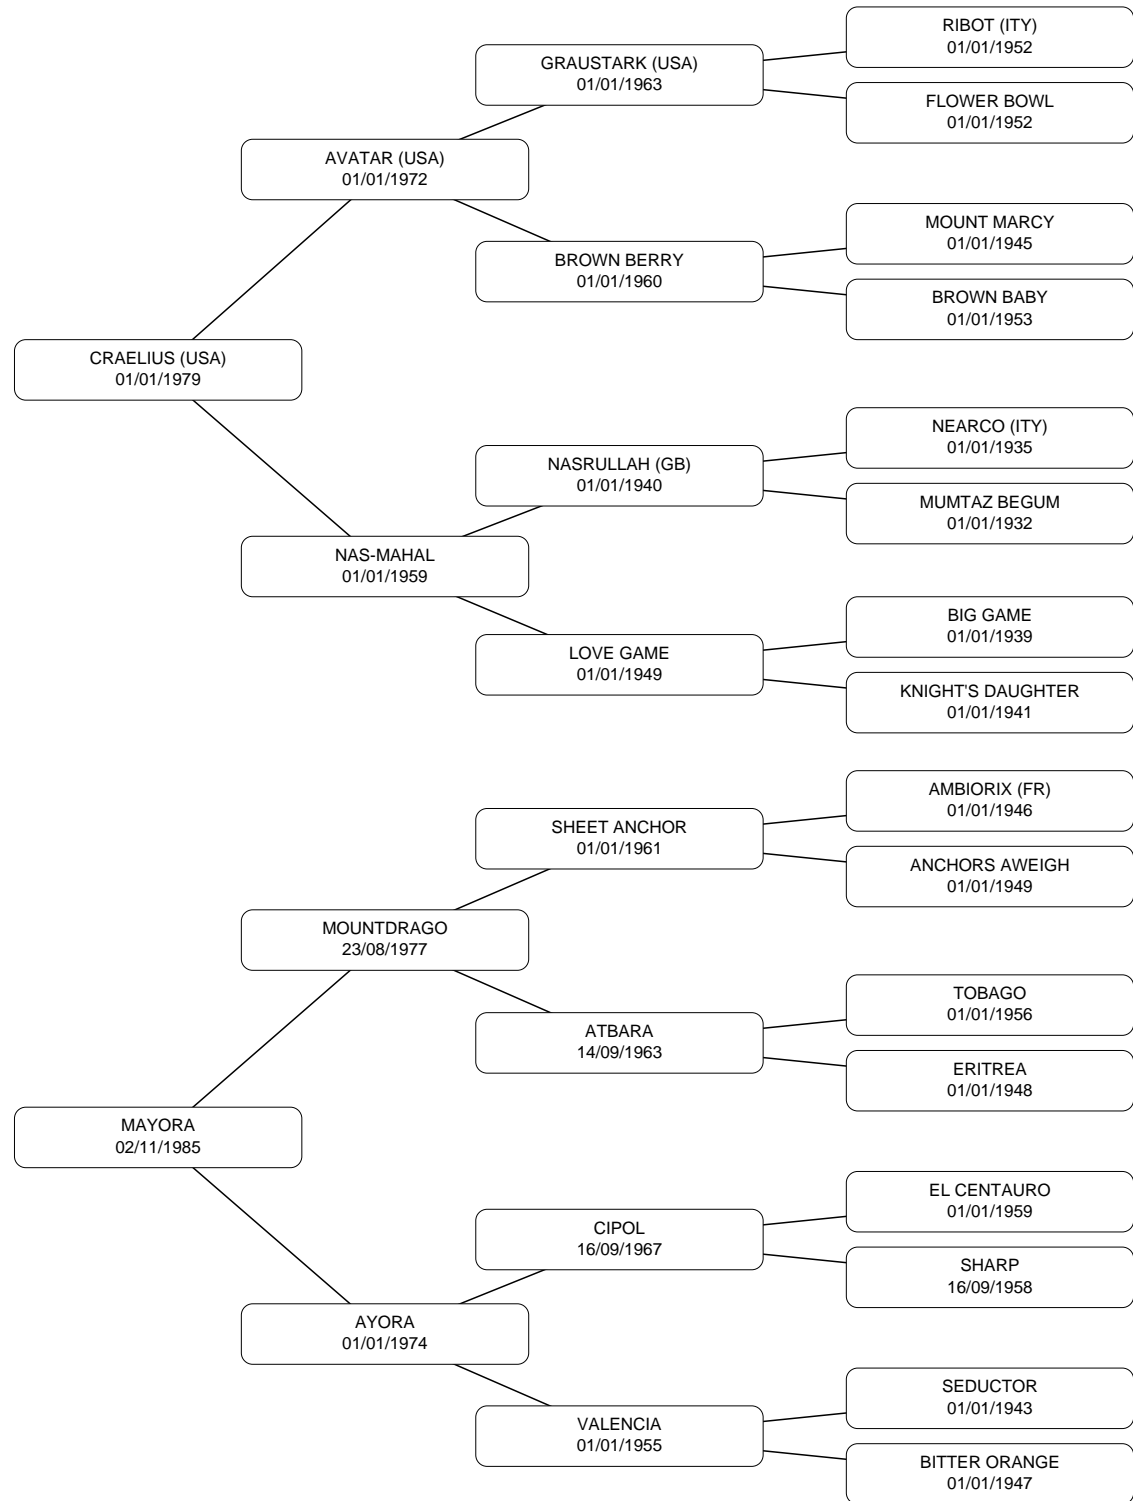 RIBOT (ITY)
01/01/1952
GRAUSTARK (USA)
01/01/1963
FLOWER BOWL
01/01/1952
AVATAR (USA)
01/01/1972
MOUNT MARCY
01/01/1945
BROWN BERRY
01/01/1960
BROWN BABY
01/01/1953
CRAELIUS (USA)
01/01/1979
NEARCO (ITY)
01/01/1935
NASRULLAH (GB)
01/01/1940
MUMTAZ BEGUM
01/01/1932
NAS-MAHAL
01/01/1959
BIG GAME
01/01/1939
LOVE GAME
01/01/1949
KNIGHT'S DAUGHTER
01/01/1941
AMBIORIX (FR)
01/01/1946
SHEET ANCHOR
01/01/1961
ANCHORS AWEIGH
01/01/1949
MOUNTDRAGO
23/08/1977
TOBAGO
01/01/1956
ATBARA
14/09/1963
ERITREA
01/01/1948
MAYORA
02/11/1985
EL CENTAURO
01/01/1959
CIPOL
16/09/1967
SHARP
16/09/1958
AYORA
01/01/1974
SEDUCTOR
01/01/1943
VALENCIA
01/01/1955
BITTER ORANGE
01/01/1947